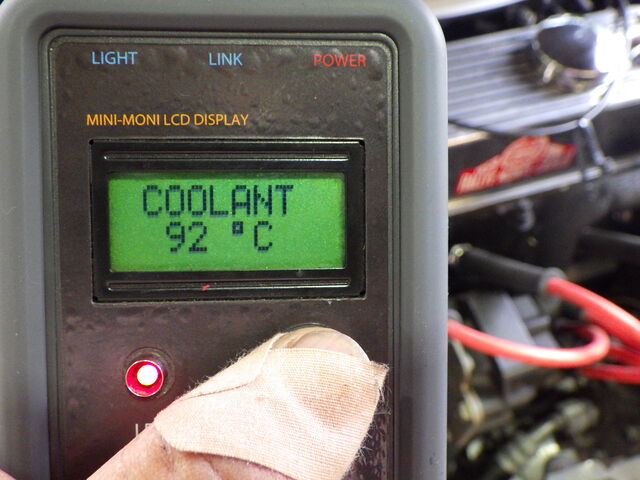 LIGHT LINK POWER
MINI-MONI LCD DISPLAY
COOLANT
92 °C